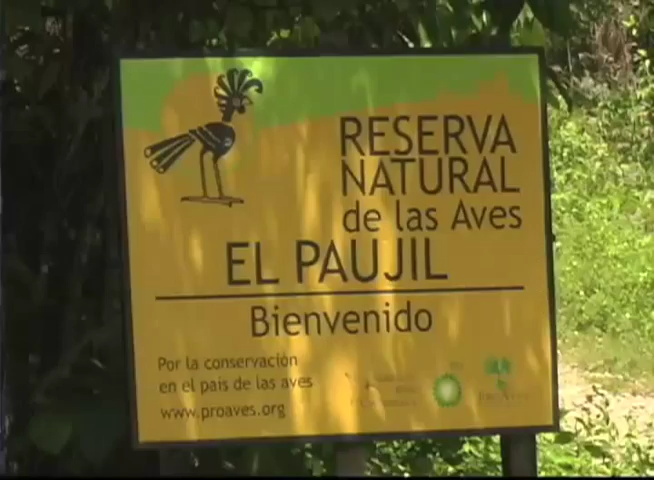 RESERVA
NATURAL
de las Aves
EL PAUJIL
Bienvenido
Por la conservación
en el país de las aves
www.proaves.org